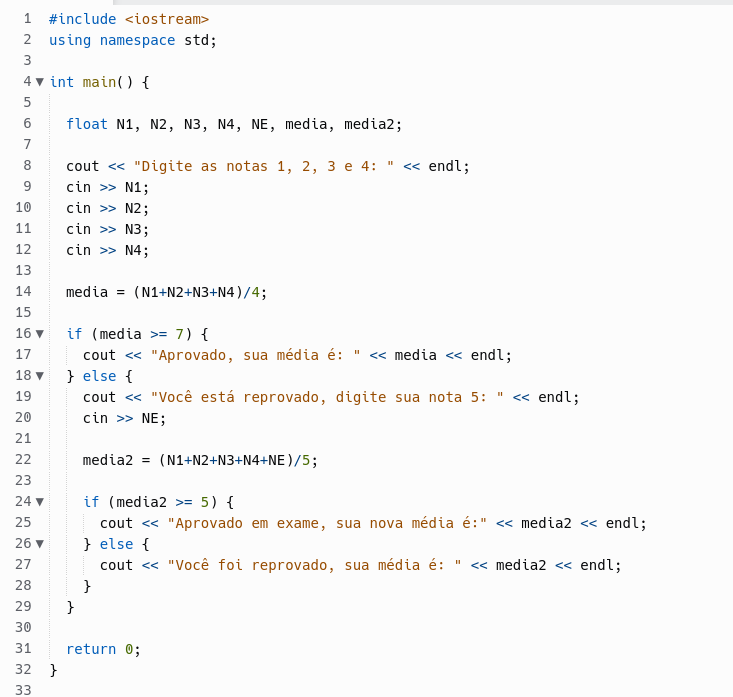 1 #include <iostream>
2 using namespace std;
3
4 int main() {
5
6 float N1, N2, N3, N4, NE, media, media2;
7
8 cout << "Digite as notas 1, 2, 3 e 4: " << endl;
9 cin >> N1;
10 cin >> N2;
11 cin >> N3;
12 cin >> N4;
13
14 media = (N1+N2+N3+N4)/4;
15
16 if (media >= 7) {
17 cout << "Aprovado, sua média é: " << media << endl;
18 } else {
19 cout << "Você está reprovado, digite sua nota 5: " << endl;
20 cin >> NE;
21
22 media2 = (N1+N2+N3+N4+NE)/5;
23
24 if (media2 >= 5) {
25 cout << "Aprovado em exame, sua nova média é:" << media2 << endl;
26 } else {
27 cout << "Você foi reprovado, sua média é: " << media2 << endl;
28 }
29 }
30
31 return 0;
32 }
33